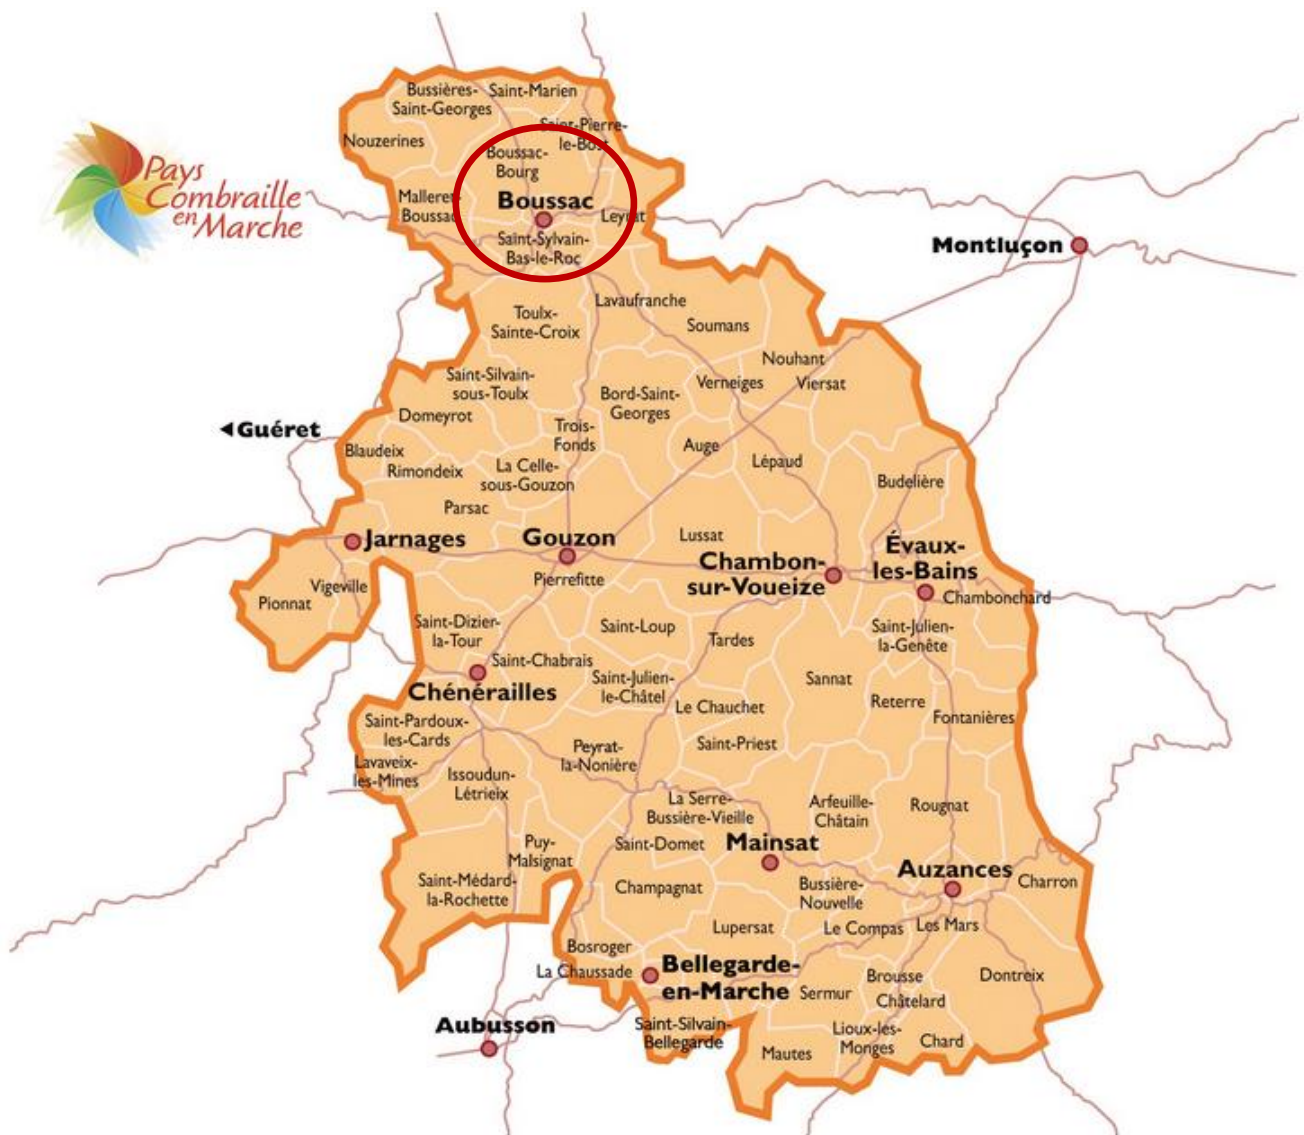 Bussières-
Saint-Georges
Saint-Marien
Nouzerines
Saint-Pierre-
le-Bost
Boussac-
Bourg
Pays
Combraille
en
Marche
Malleret-
Boussac
Boussac
Leyrat
Saint-Sylvain-
Bas-le-Roc
Montluçon
Lavaufranche
Toulx-
Sainte-Croix
Soumans
Nouhant
Saint-Silvain-
sous-Toulx
Verneiges
Viersat
Bord-Saint-
Georges
Domeyrot
Guéret
Trois-
Fonds
Auge
Blaudeix
Rimondeix
La Celle-
sous-Gouzon
Lépaud
Budelière
Parsac
Jarnages
Gouzon
Lussat
Évaux-
les-Bains
Chambon-
sur-Voueize
Pierrefitte
Vigeville
Pionnat
Chambonchard
Saint-Dizier-
la-Tour
Saint-Loup
Tardes
Saint-Julien-
la-Genête
Saint-Chabrais
Chénérailles
Saint-Julien-
le-Châtel
Sannat
Le Chauchet
Reterre
Fontanières
Saint-Pardoux-
les-Cards
Saint-Priest
Peyrat-
la-Nonière
Lavaveix-
les-Mines
Issoudun-
Létrieix
La Serre-
Bussière-Vieille
Arfeuille-
Châtain
Rougnat
Puy-
Malsignat
Saint-Domet
Mainsat
Auzances
Saint-Médard-
la-Rochette
Champagnat
Bussière-
Nouvelle
Charron
Lupersat
Le Compas
Les Mars
Bosroger
La Chaussade
Bellegarde-
en-Marche
Sermur
Brousse
Châtelard
Dontreix
Aubusson
Saint-Silvain-
Bellegarde
Lioux-les-
Monges
Chard
Mautes